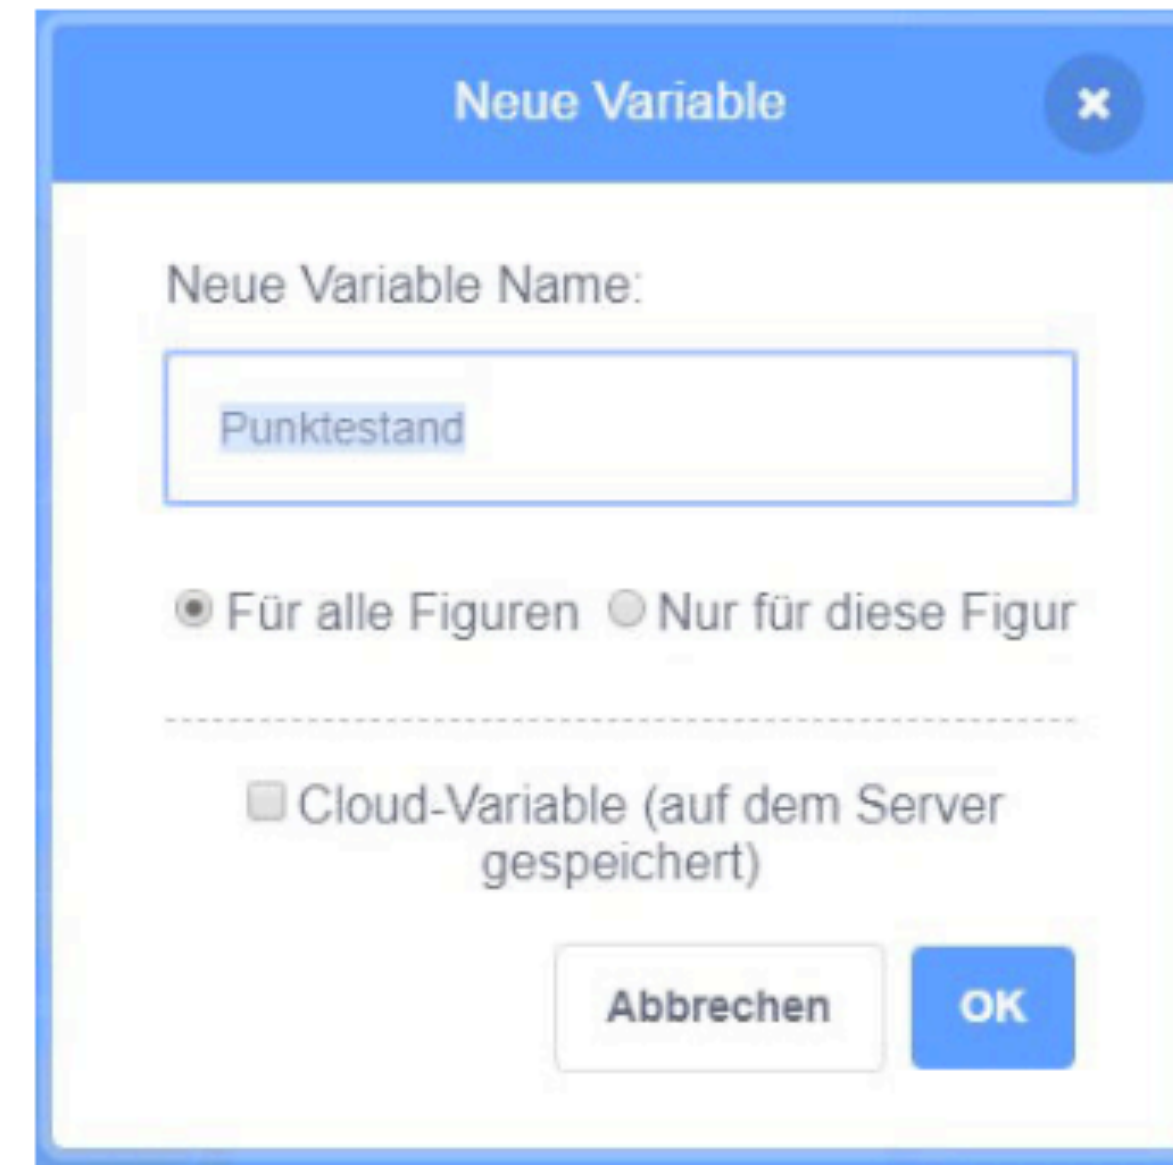 Neue Variable
Neue Variable Name:
Punktestand
Für alle Figuren Nur für diese Figur
Cloud-Variable (auf dem Server
gespeichert)
Abbrechen OK